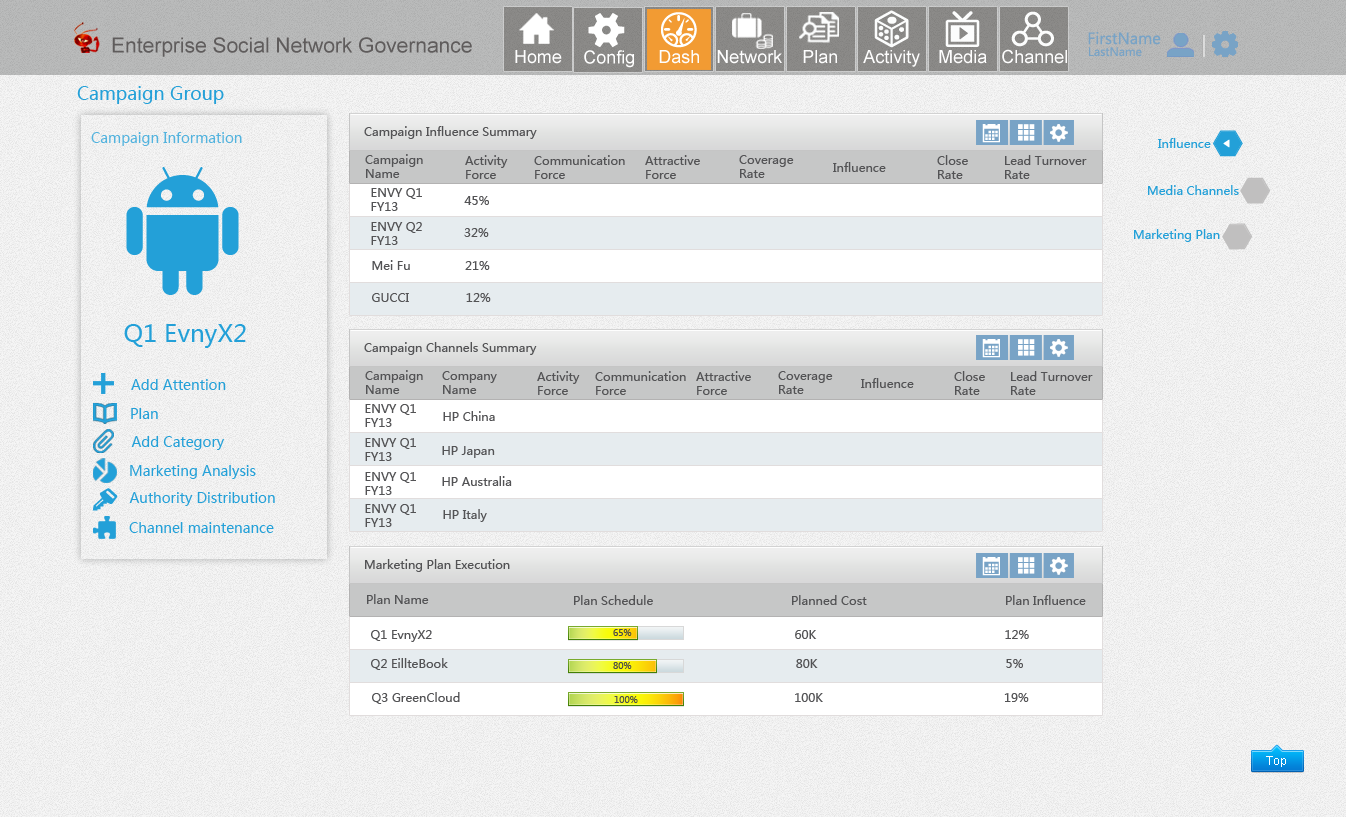 Enterprise Social Network Governance
Home Config Dash Network Plan Activity Media Channel
FirstName
LastName
Campaign Group
Campaign Information
Q1 EvnyX2
Add Attention
Plan
Add Category
Marketing Analysis
Authority Distribution
Channel maintenance
Campaign Influence Summary
Campaign Name Activity Force Communication Force Attractive Force Coverage Rate Influence Close Rate Lead Turnover Rate
ENVY Q1 FY13 45%
ENVY Q2 FY13 32%
Mei Fu 21%
GUCCI 12%
Campaign Channels Summary
Campaign Name Company Name Activity Force Communication Force Attractive Force Coverage Rate Influence Close Rate Lead Turnover Rate
ENVY Q1 FY13 HP China
ENVY Q1 FY13 HP Japan
ENVY Q1 FY13 HP Australia
ENVY Q1 FY13 HP Italy
Marketing Plan Execution
Plan Name Plan Schedule Planned Cost Plan Influence
Q1 EvnyX2 65% 60K 12%
Q2 EillteBook 80% 80K 5%
Q3 GreenCloud 100% 100K 19%
Influence
Media Channels
Marketing Plan
Top